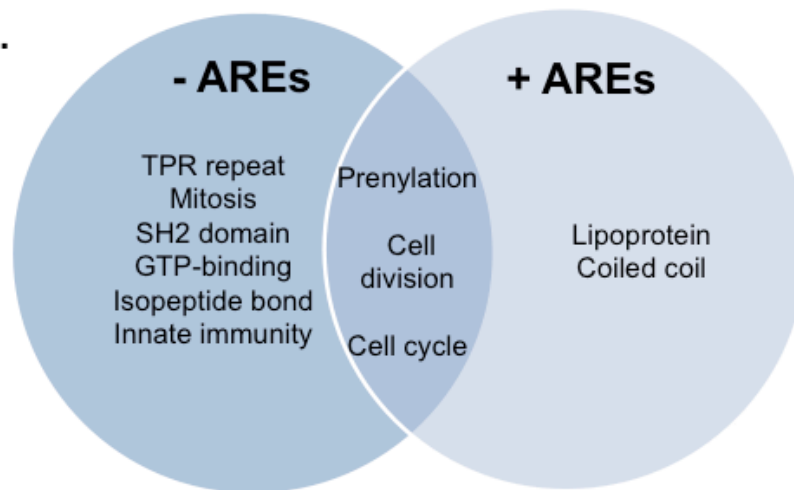 - AREs
+ AREs
TPR repeat
Mitosis
SH2 domain
GTP-binding
Isopeptide bond
Innate immunity
Prenylation
Cell
division
Cell cycle
Lipoprotein
Coiled coil